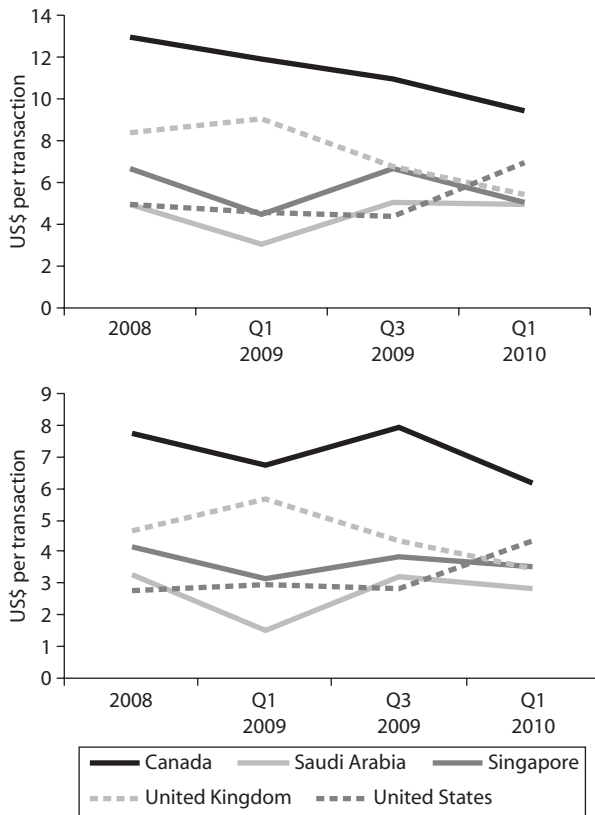 14
12
10
8
6
4
2
0
US$ per transaction
2008 Q1 Q3 Q1
2009 2009 2010
9
8
7
6
5
4
3
2
1
0
US$ per transaction
2008 Q1 Q3 Q1
2009 2009 2010
Canada Saudi Arabia Singapore
United Kingdom United States